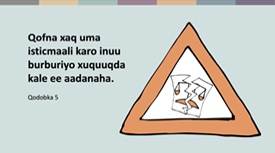 Qofna xaq uma
isticmaali karo inuu
burburiyo xuquuqda
kale ee aadanaha.
Qodobka 5